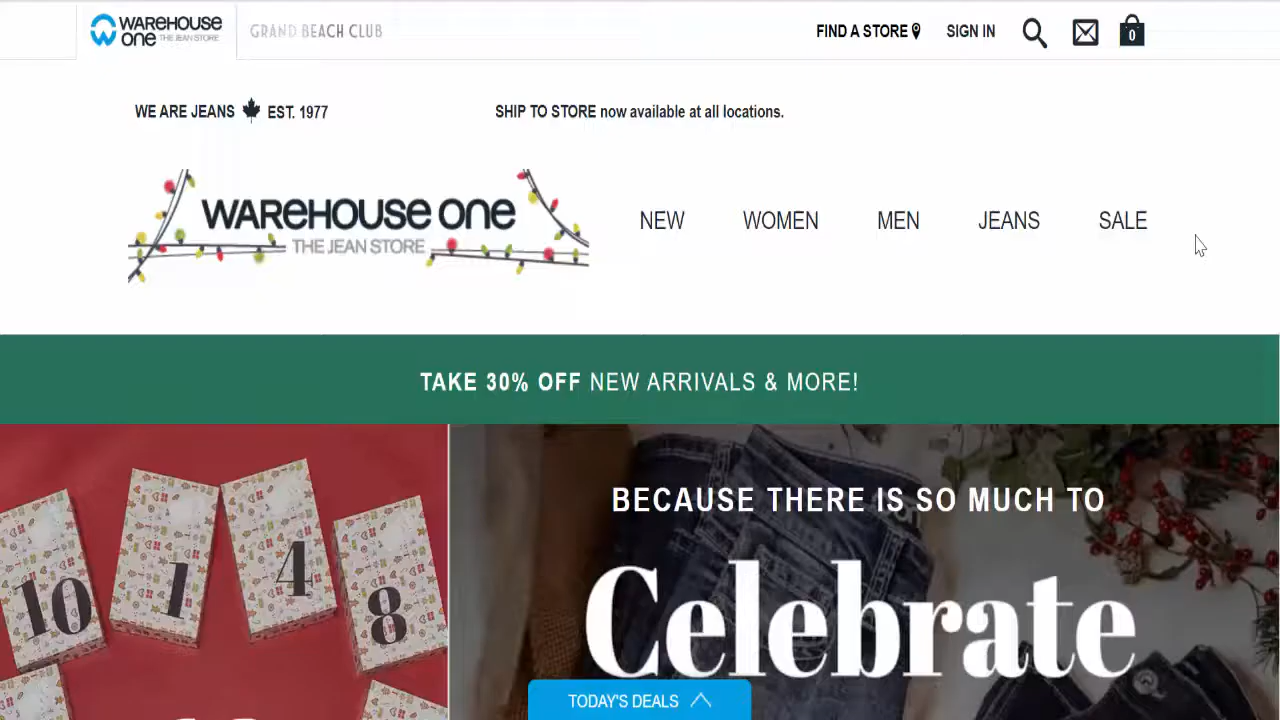 WAREHOUSE
one THE JEAN STORE
GRAND BEACH CLUB
FIND A STORE
SIGN IN
0
WE ARE JEANS EST. 1977
SHIP TO STORE now available at all locations.
WAREHOUSE ONE
THE JEAN STORE
NEW
WOMEN
MEN
JEANS
SALE
TAKE 30% OFF NEW ARRIVALS & MORE!
10
1
4
8
BECAUSE THERE IS SO MUCH TO
Celebrate
TODAY'S DEALS